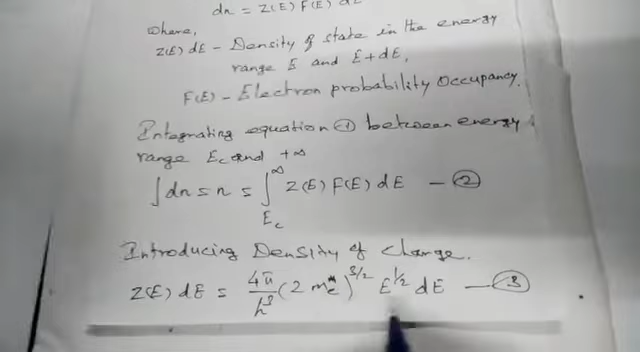 dn = Z(E) F(E) dE
Where,
Z(E) dE - Density of state in the energy
range E and E+dE,
F(E) - Electron probability Occupancy.
Integrating equation ① between energy
range Ec and +∞
∫dn = n = ∫_{Ec}^{∞} Z(E) F(E) dE — ②
Introducing Density of charge.
Z(E) dE = 4π/h³ (2 me*)^{3/2} E^{1/2} dE — ③